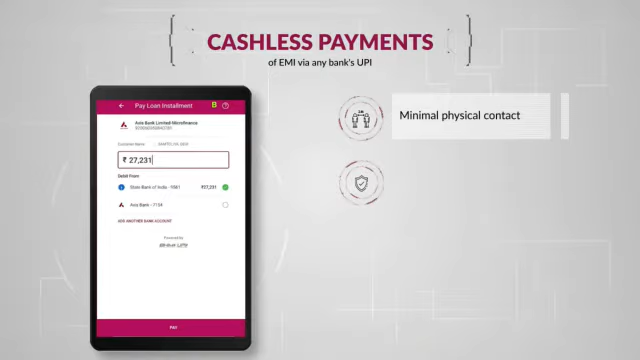 CASHLESS PAYMENTS
of EMI via any bank's UPI
Pay Loan Installment
B
Axis Bank Limited-Microfinance
Customer Name
₹ 27,231
Debit From:
State Bank of India - 9861 ₹27,231
Axis Bank - 7154
ADD ANOTHER BANK ACCOUNT
Powered by
PAY
Minimal physical contact